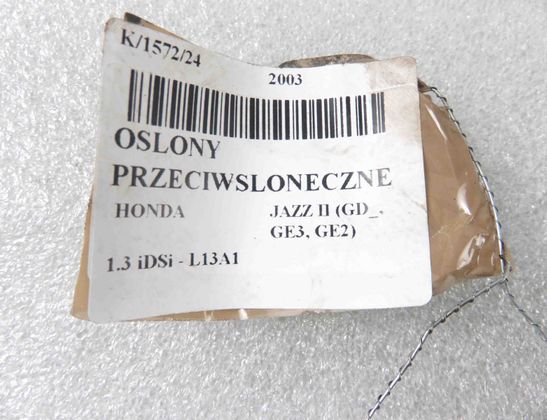 K/1572/24
2003
OSLONY
PRZECIWSLONECZNE
HONDA JAZZ II (GD_,
GE3, GE2)
1.3 iDSi - L13A1